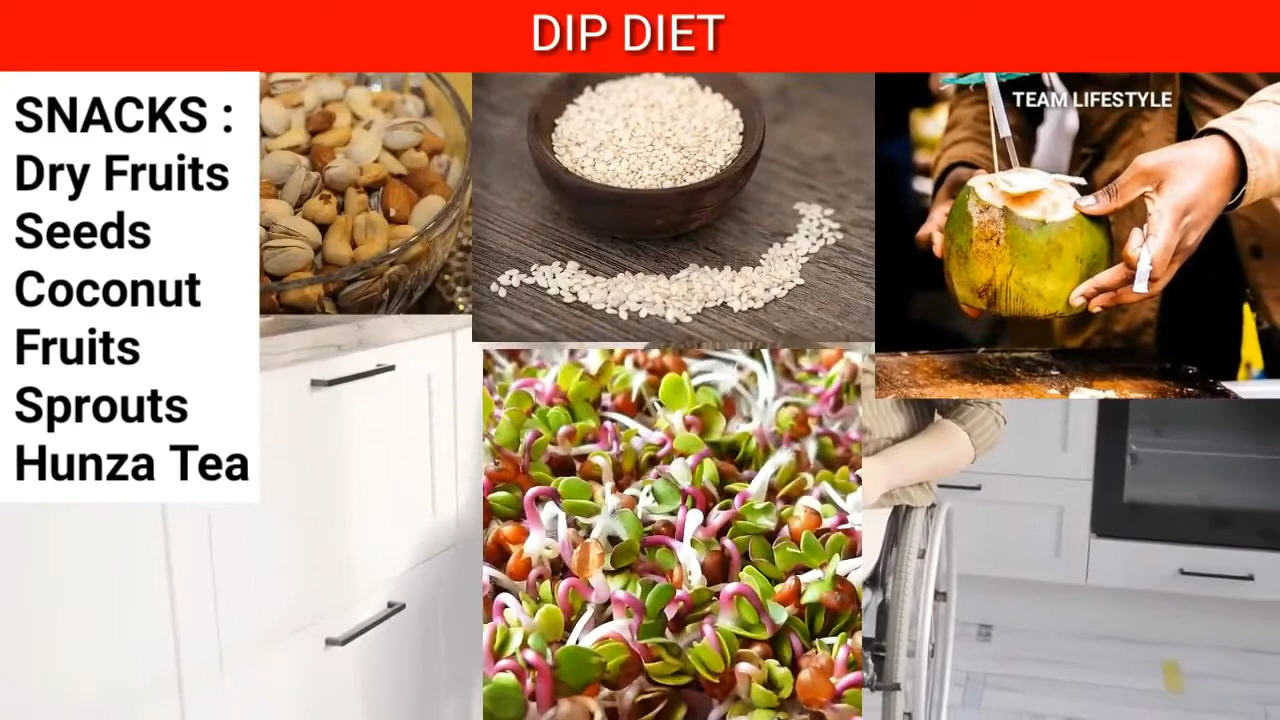 DIP DIET
SNACKS :
Dry Fruits
Seeds
Coconut
Fruits
Sprouts
Hunza Tea
TEAM LIFESTYLE